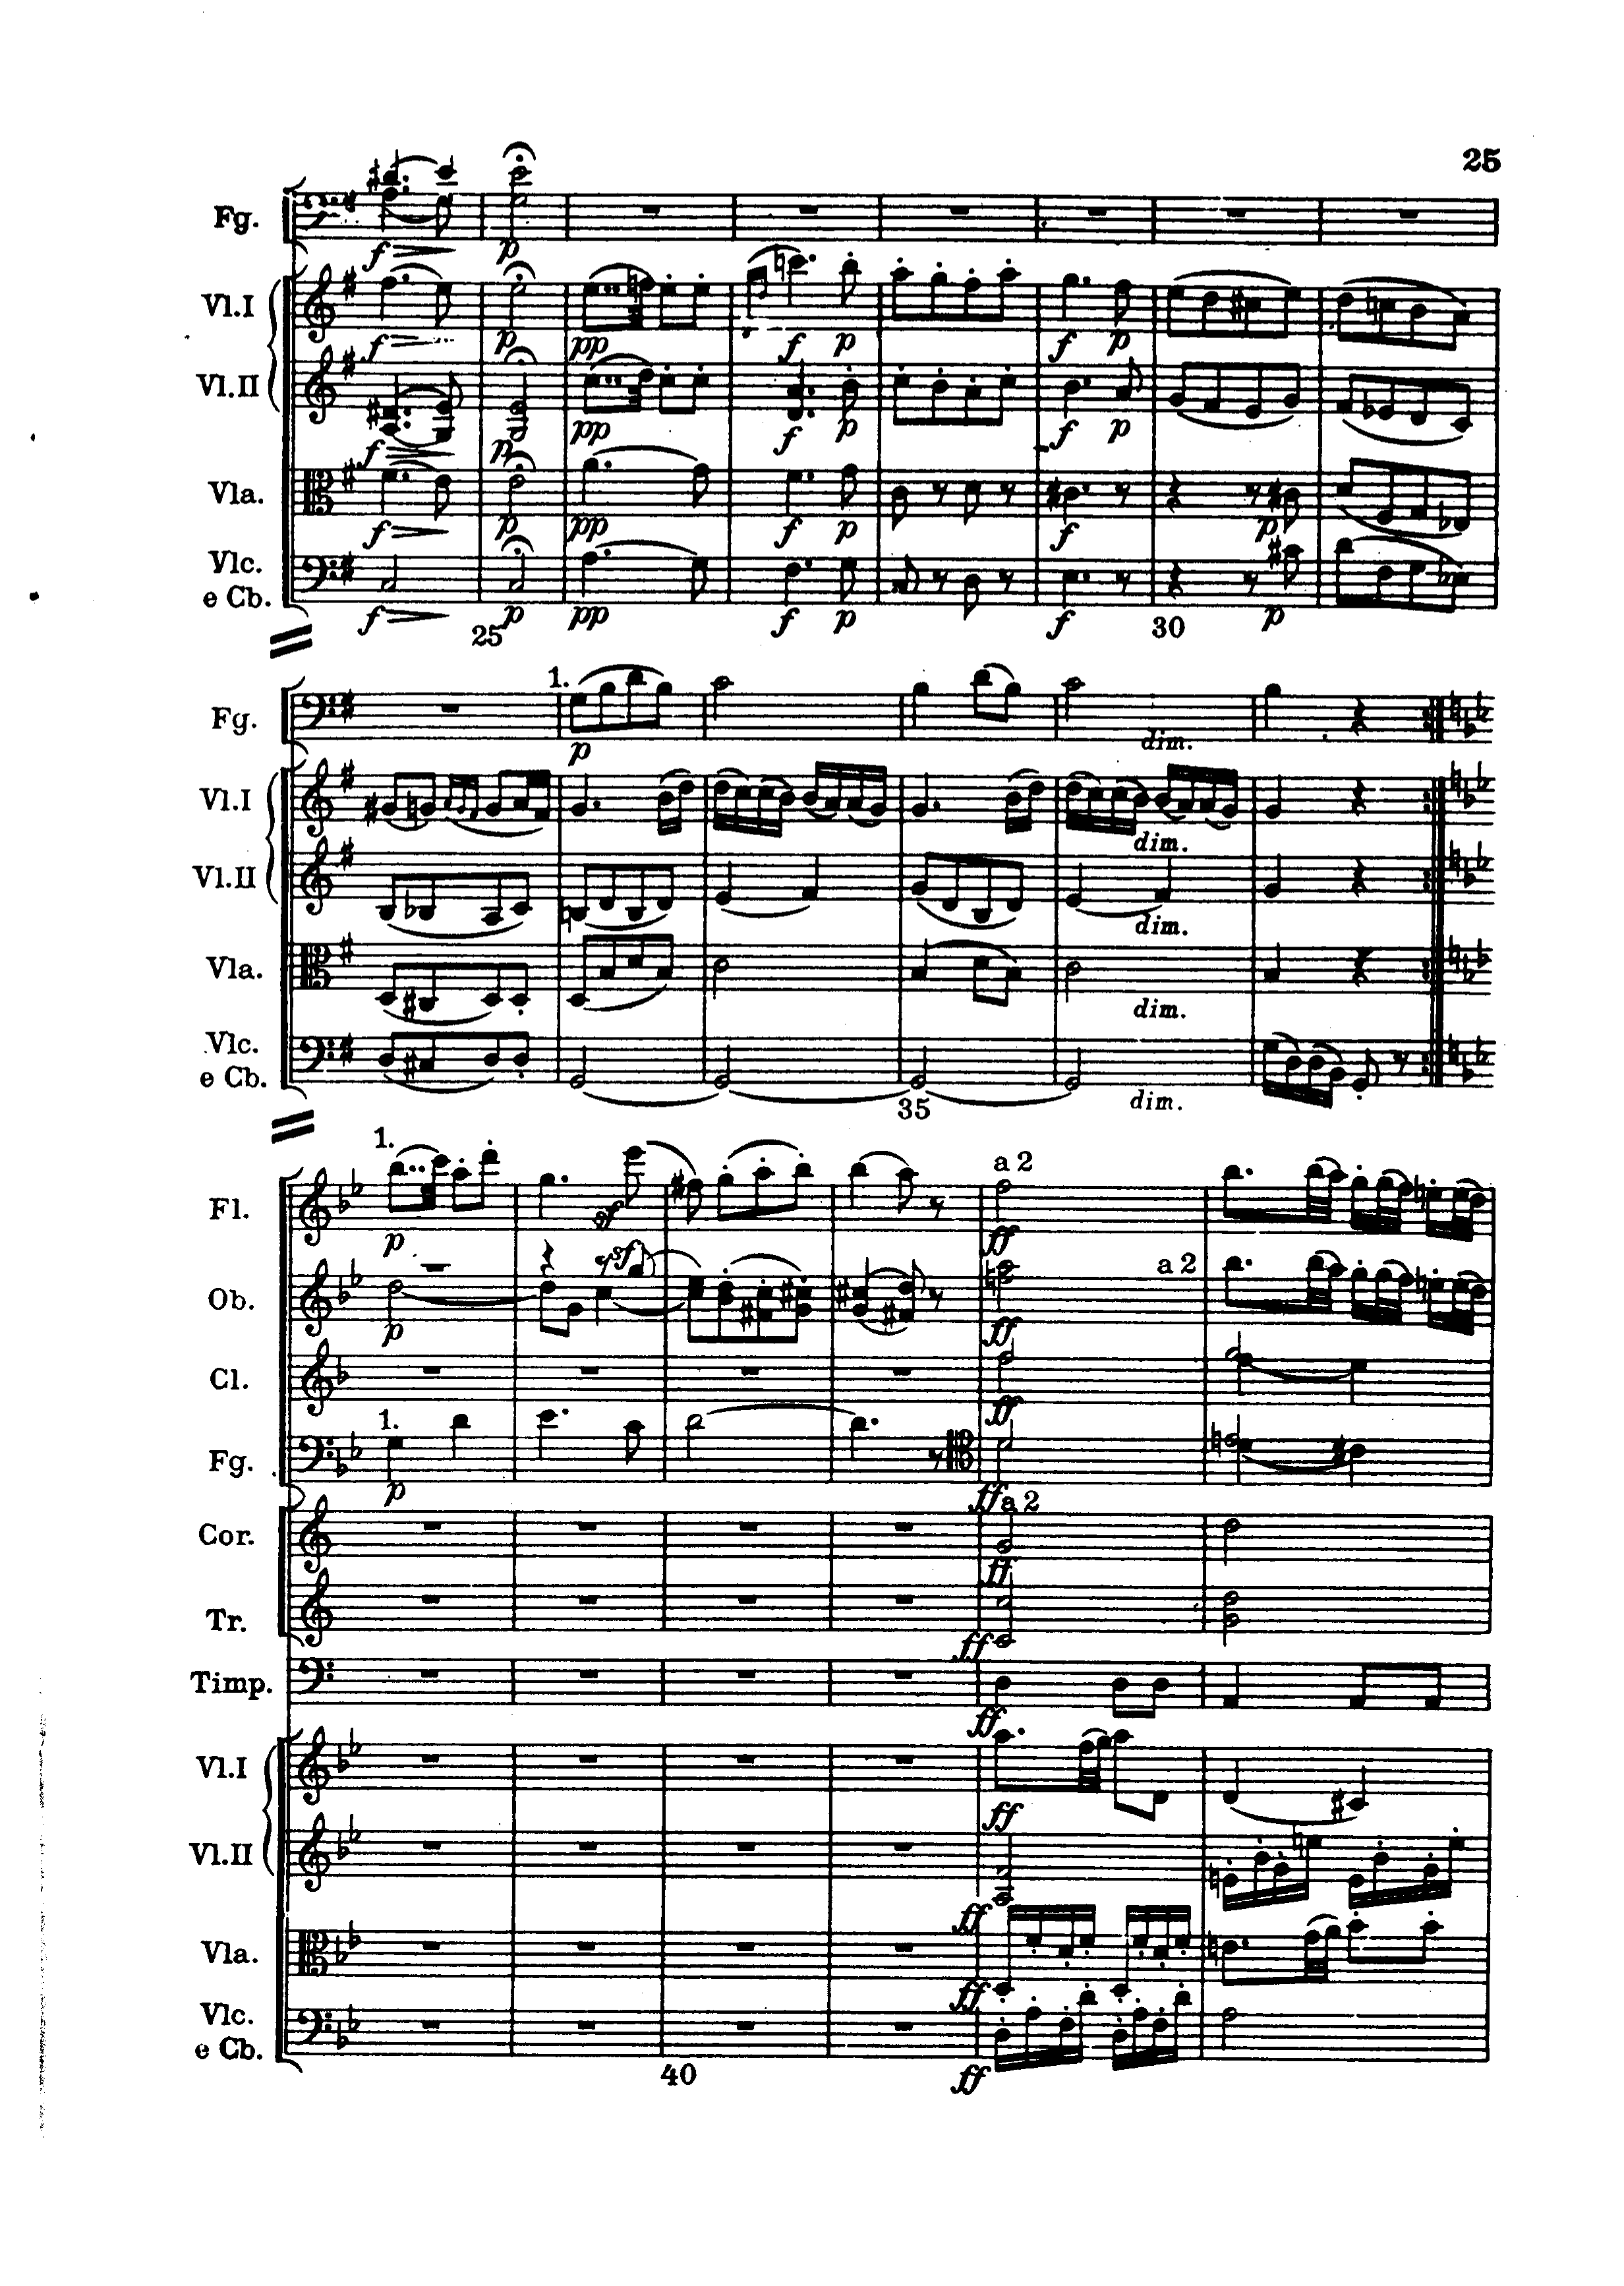 25
Fg.
f p
Vl.I
f p pp f p f p
Vl.II
f p pp f p f p
Vla.
f p pp f p f p
Vlc.
e Cb.
f p pp f p f p
25 30
1.
Fg.
p dim.
Vl.I
dim.
Vl.II
dim.
Vla.
dim.
Vlc.
e Cb.
dim.
35
1. a 2
Fl.
p sf ff
sf a 2
Ob.
p ff
Cl.
ff
1.
Fg.
p ff
a 2
Cor.
ff
Tr.
ff
Timp.
ff
Vl.I
ff
Vl.II
ff
Vla.
ff
Vlc.
e Cb.
ff
40